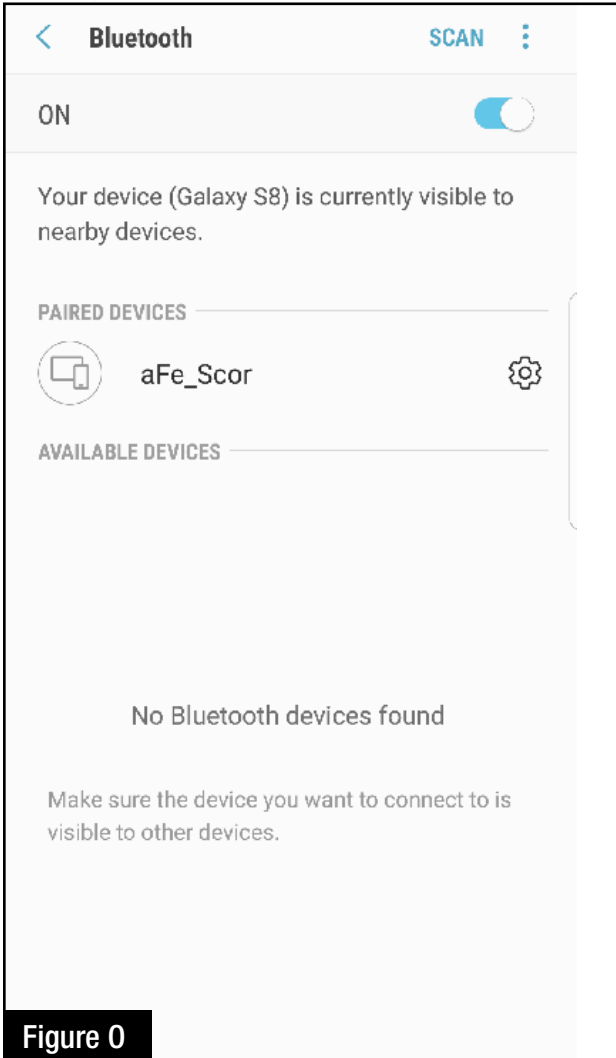 Bluetooth SCAN
ON
Your device (Galaxy S8) is currently visible to
nearby devices.
PAIRED DEVICES
aFe_Scor
AVAILABLE DEVICES
No Bluetooth devices found
Make sure the device you want to connect to is
visible to other devices.
Figure O